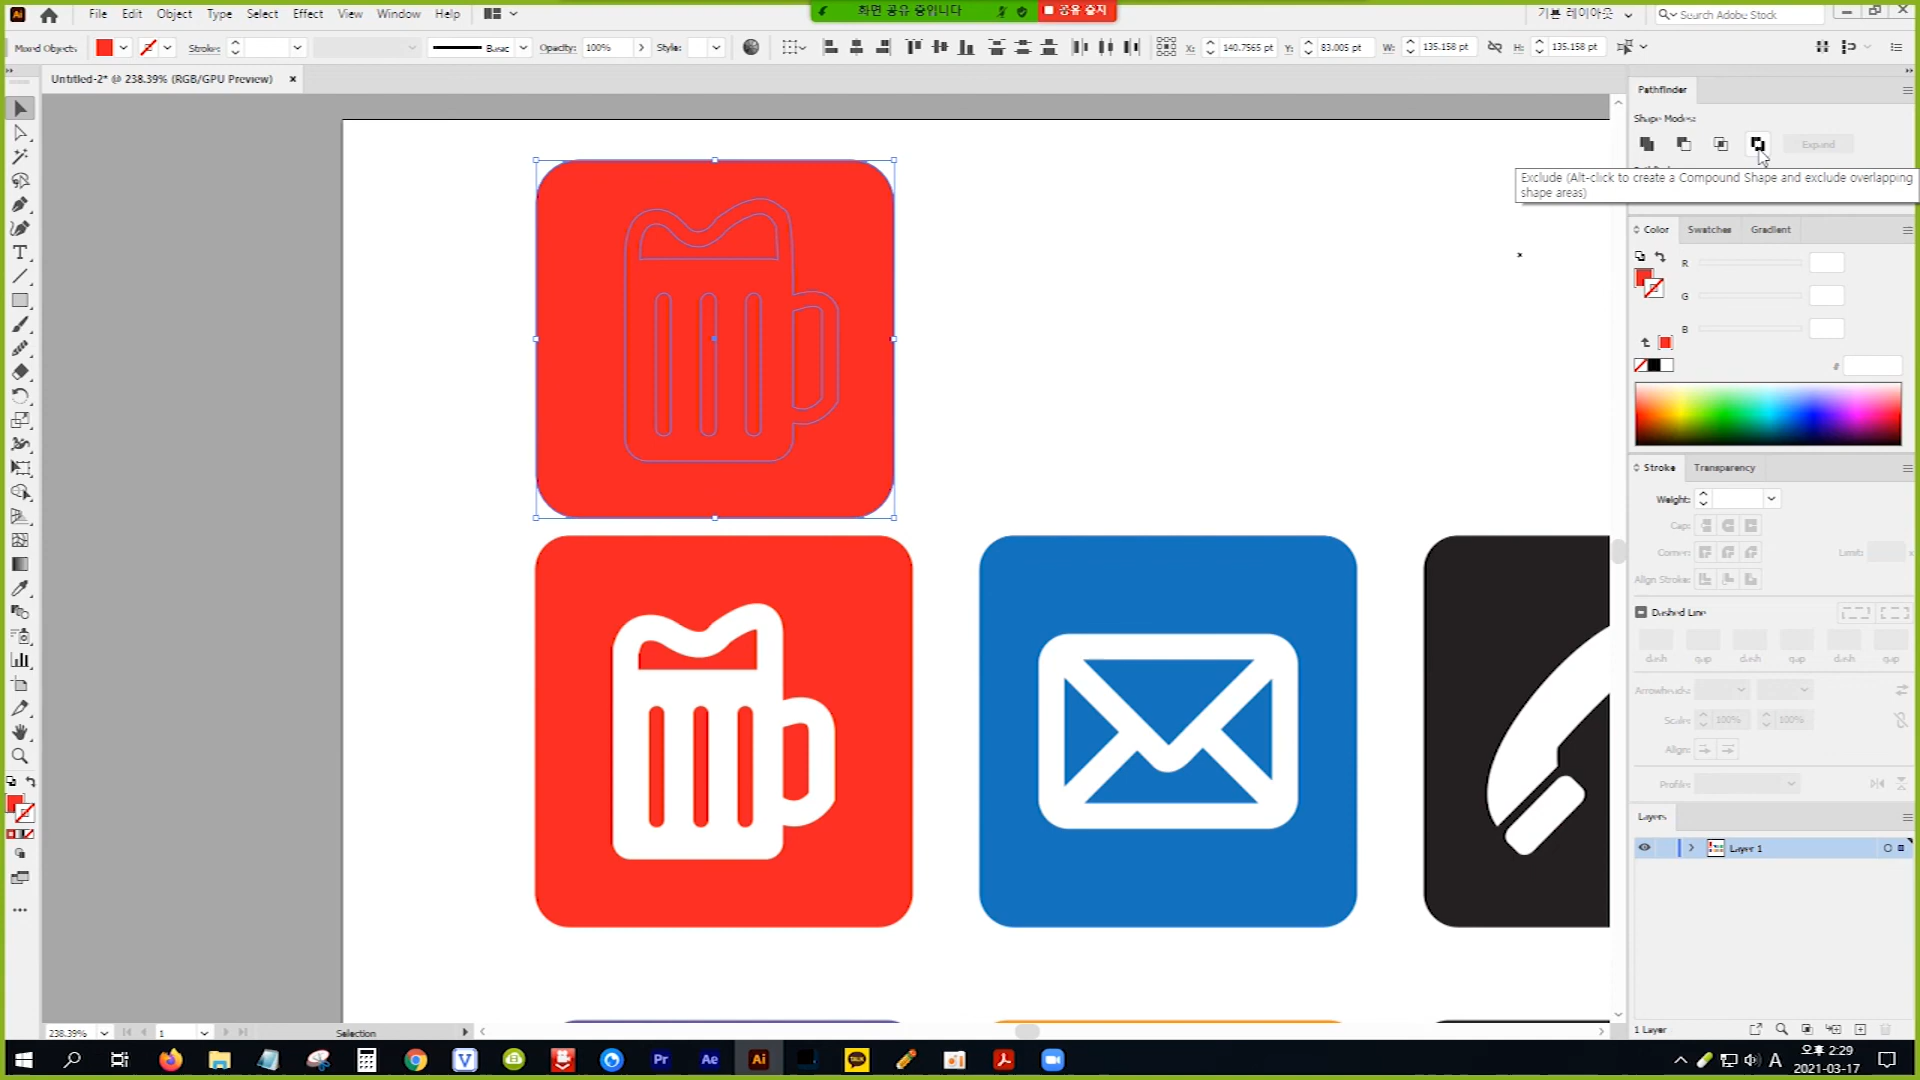 File Edit Object Type Select Effect View Window Help
화면 공유 중입니다
공유 중지
기본 레이아웃
Search Adobe Stock
Mixed Objects
Stroke:
Basic
Opacity: 100%
Style:
X: 140.7565 pt
Y: 83.005 pt
W: 135.158 pt
H: 135.158 pt
Untitled-2* @ 238.39% (RGB/GPU Preview)
Pathfinder
Shape Modes:
Expand
Exclude (Alt-click to create a Compound Shape and exclude overlapping
shape areas)
Color Swatches Gradient
R
G
B
#
Stroke Transparency
Weight:
Cap:
Corner:
Limit:
Align Stroke:
Dashed Line
dash gap dash gap dash gap
Arrowheads:
Scale: 100% 100%
Align:
Profile:
Layers
Layer 1
1 Layer
238.39%
1
Selection
Pr Ae Ai
TALK
A
오후 2:29
2021-03-17